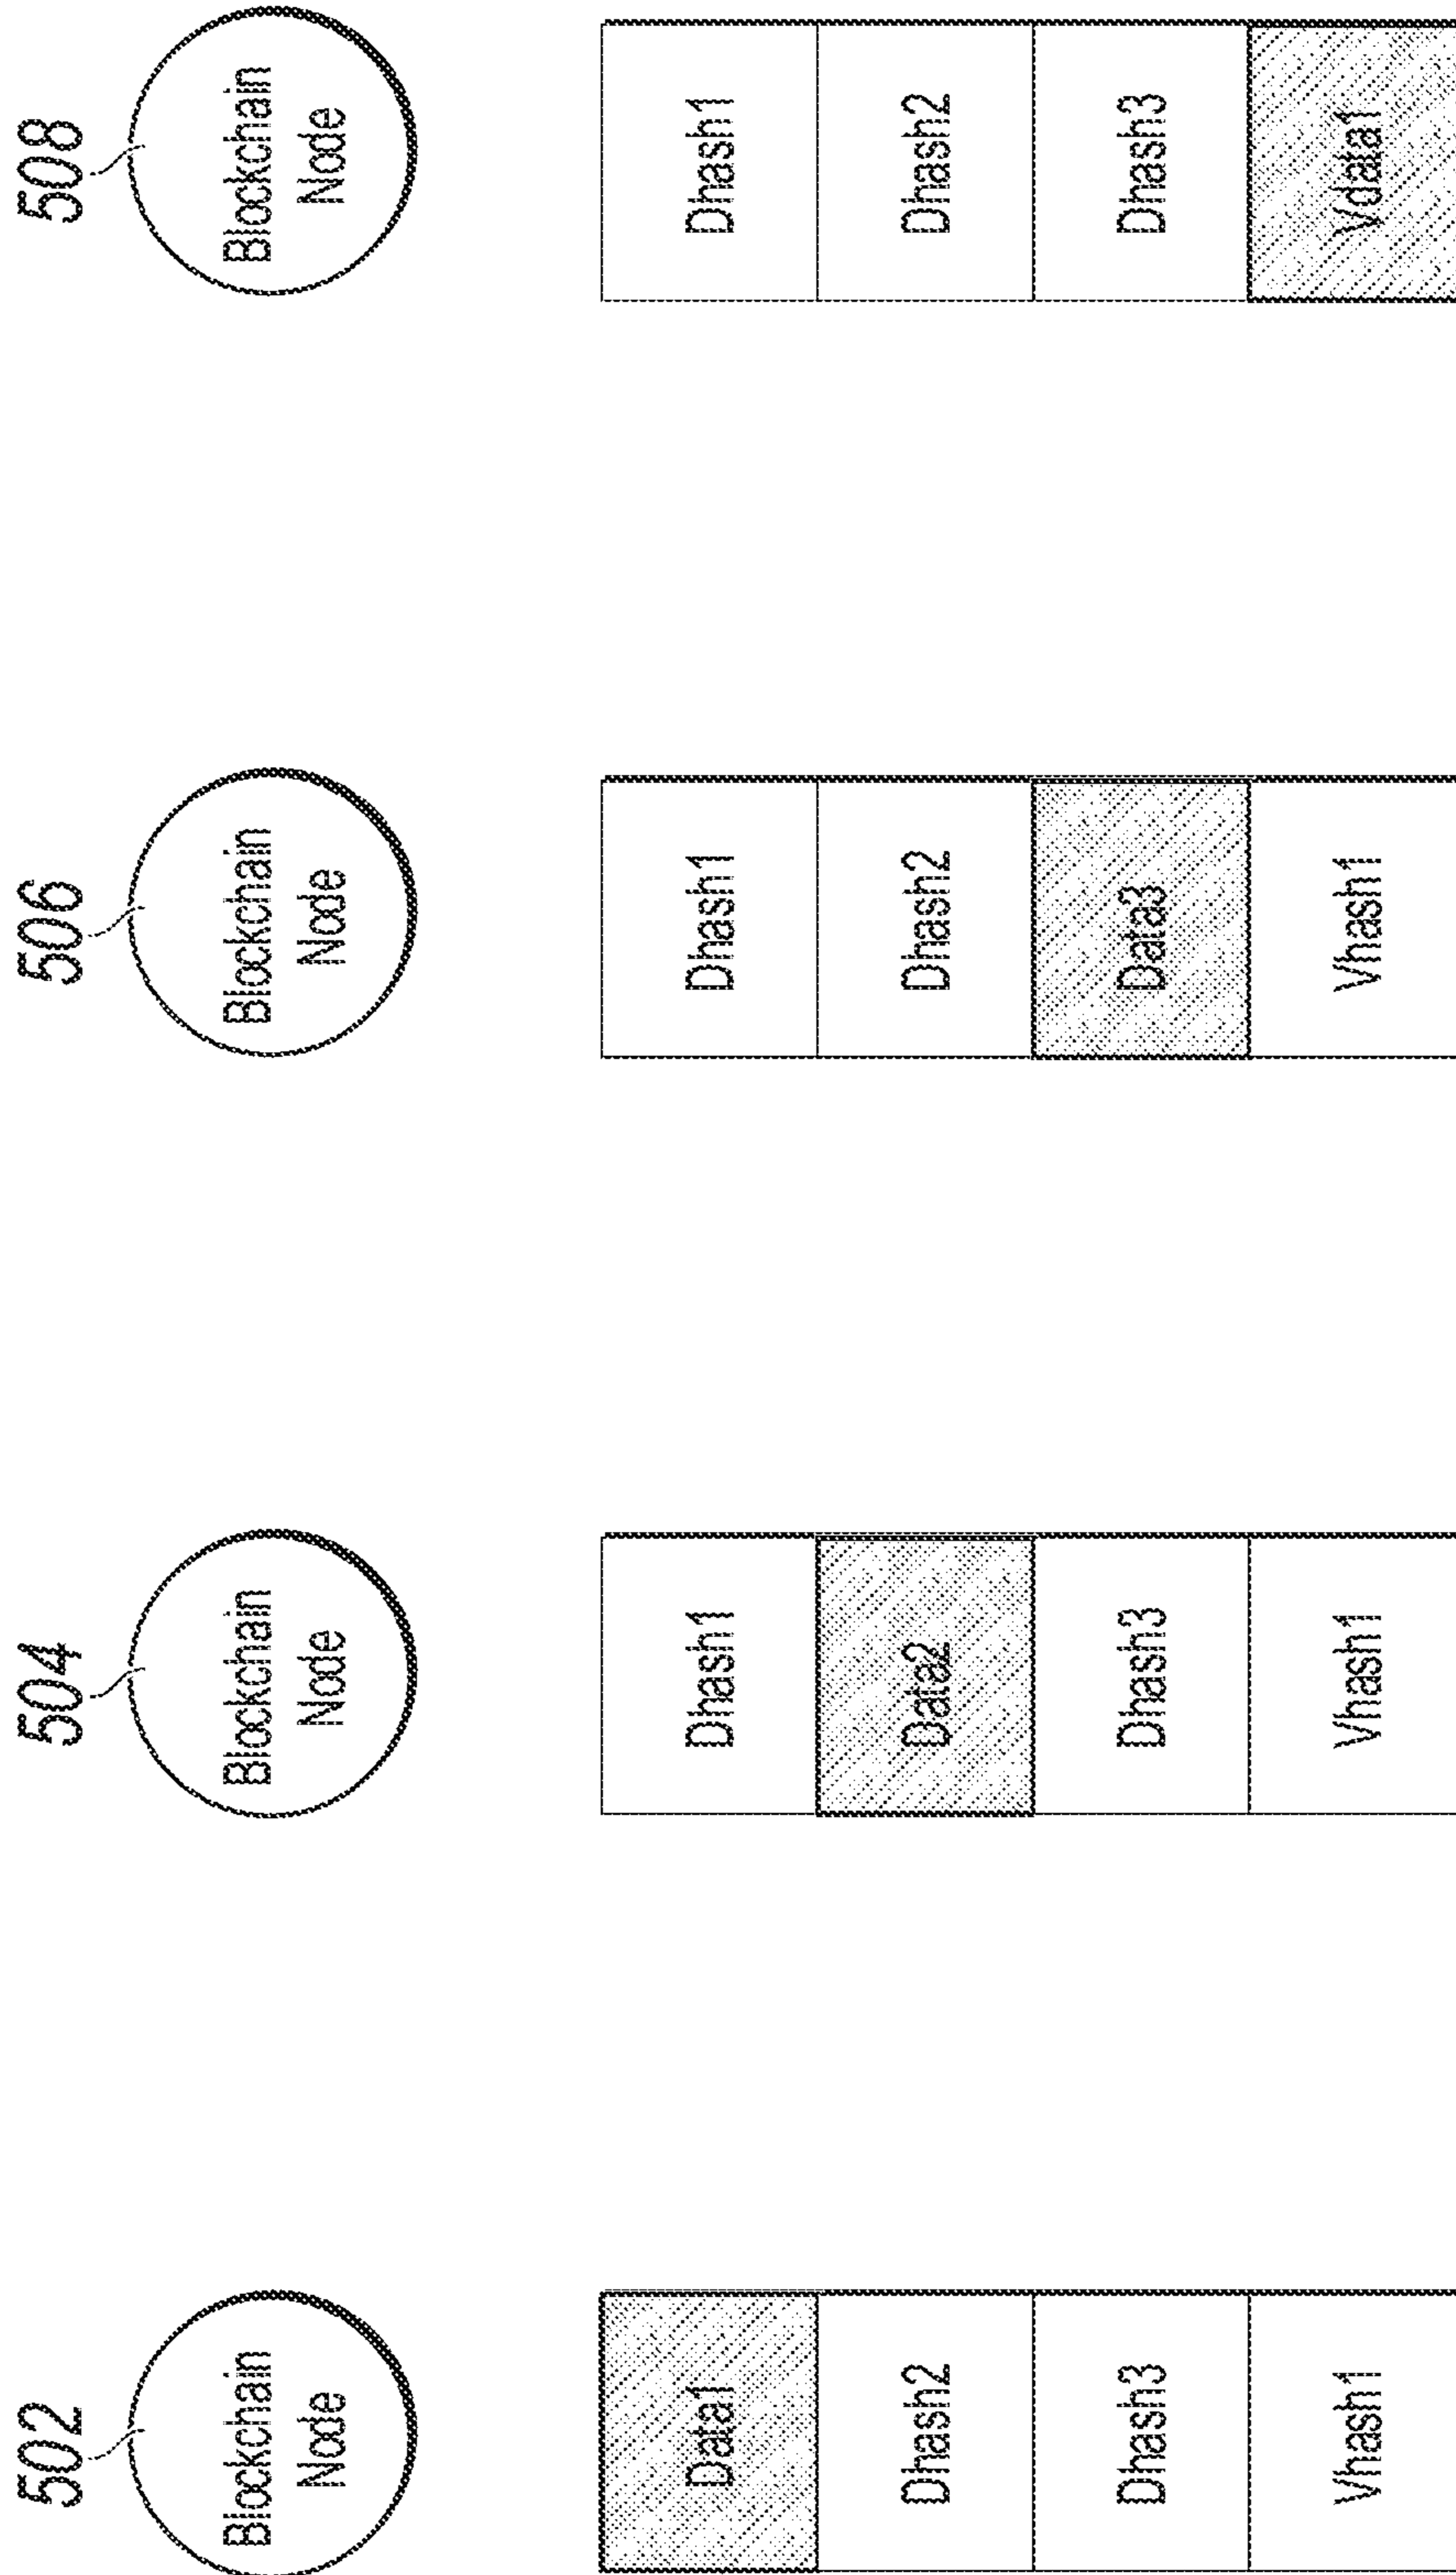 502
Blockchain
Node
Data1
Dhash2
Dhash3
Vhash1
504
Blockchain
Node
Dhash1
Data2
Dhash3
Vhash1
506
Blockchain
Node
Dhash1
Dhash2
Data3
Vhash1
508
Blockchain
Node
Dhash1
Dhash2
Dhash3
Vdata1